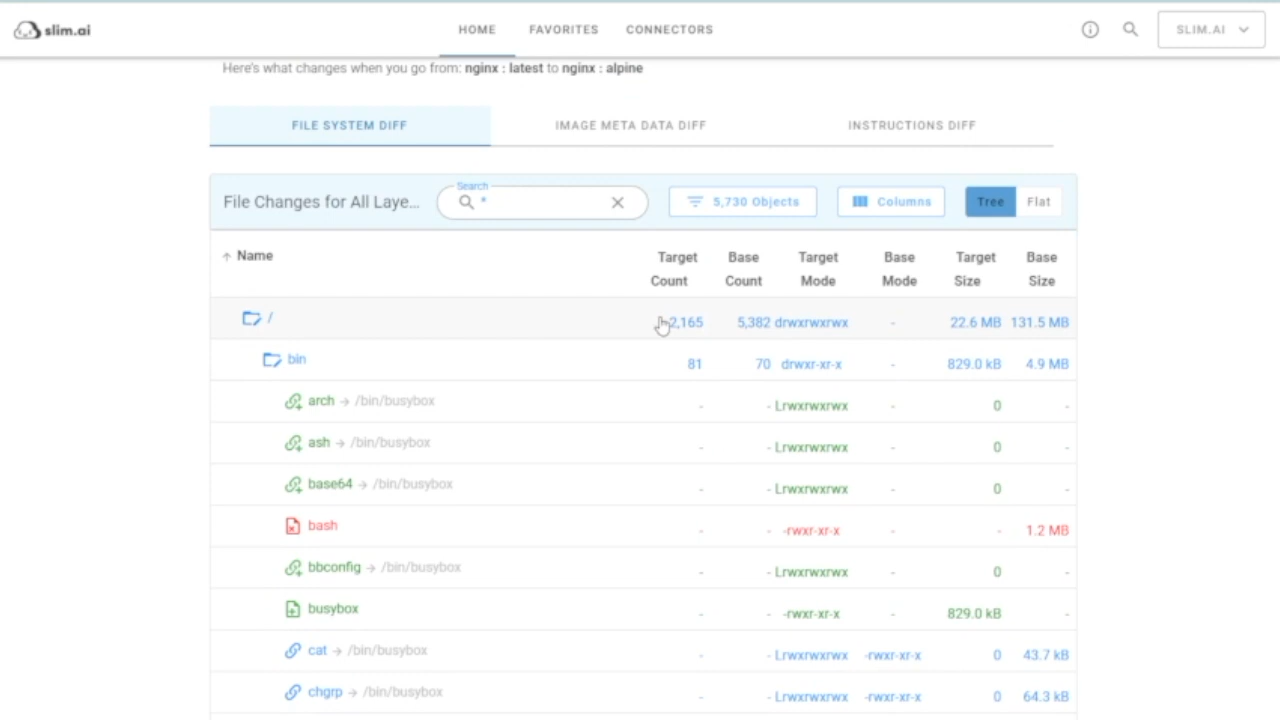 slim.ai HOME FAVORITES CONNECTORS SLIM.AI
Here's what changes when you go from: nginx : latest to nginx : alpine
FILE SYSTEM DIFF IMAGE META DATA DIFF INSTRUCTIONS DIFF
Search
File Changes for All Laye... * 5,730 Objects Columns Tree Flat
Name Target Count Base Count Target Mode Base Mode Target Size Base Size
/ 2,165 5,382 drwxrwxrwx - 22.6 MB 131.5 MB
bin 81 70 drwxr-xr-x - 829.0 kB 4.9 MB
arch → /bin/busybox - - Lrwxrwxrwx - 0 -
ash → /bin/busybox - - Lrwxrwxrwx - 0 -
base64 → /bin/busybox - - Lrwxrwxrwx - 0 -
bash - - -rwxr-xr-x - - 1.2 MB
bbconfig → /bin/busybox - - Lrwxrwxrwx - 0 -
busybox - - -rwxr-xr-x - 829.0 kB -
cat → /bin/busybox - - Lrwxrwxrwx -rwxr-xr-x 0 43.7 kB
chgrp → /bin/busybox - - Lrwxrwxrwx -rwxr-xr-x 0 64.3 kB